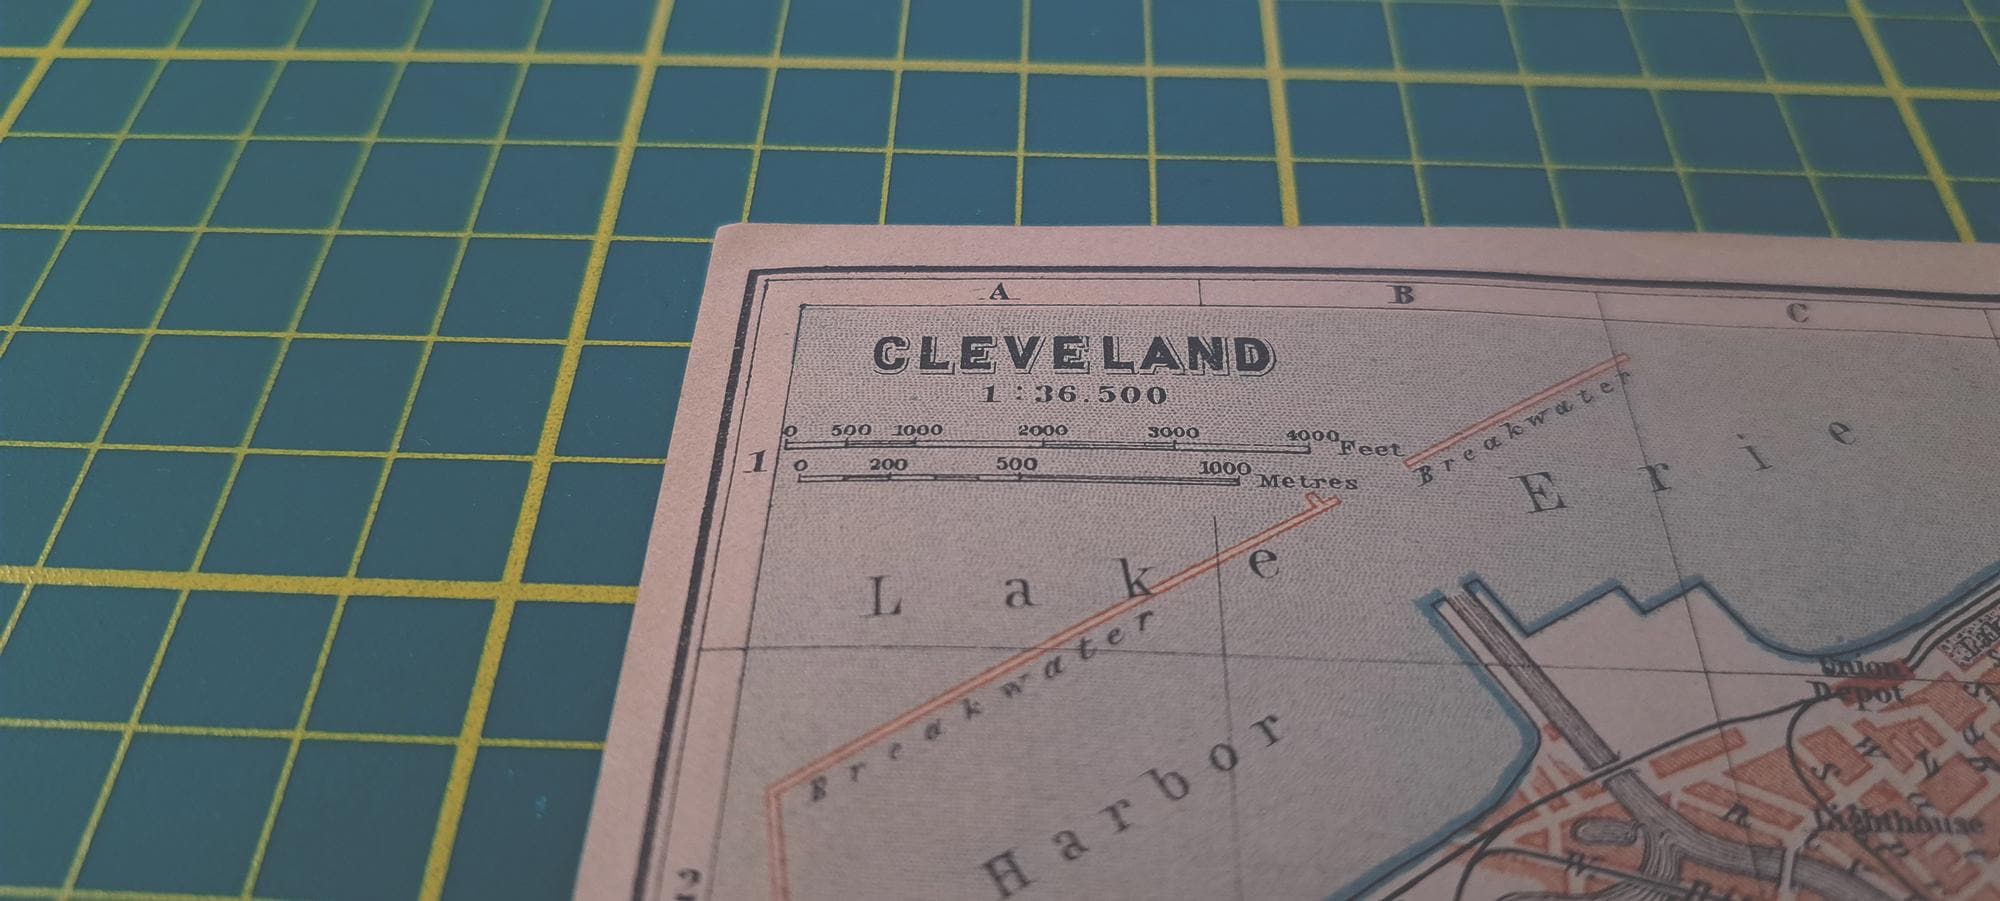 A B C
CLEVELAND
1 : 36.500
0 500 1000 2000 3000 4000 Feet
0 200 500 1000 Metres
1
Breakwater
Lake Erie
Breakwater
Harbor
Union
Depot
Lighthouse
2